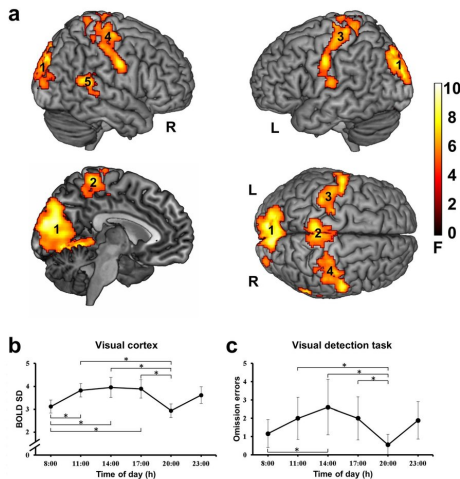 a
1
4
5
R
3
1
L
10
8
6
4
2
0
F
2
1
L
3
1
2
4
R
b
Visual cortex
BOLD SD
5
4
3
2
0
* * * * * *
8:00 11:00 14:00 17:00 20:00 23:00
Time of day (h)
c
Visual detection task
Omission errors
5
4
3
2
1
0
* * * *
8:00 11:00 14:00 17:00 20:00 23:00
Time of day (h)